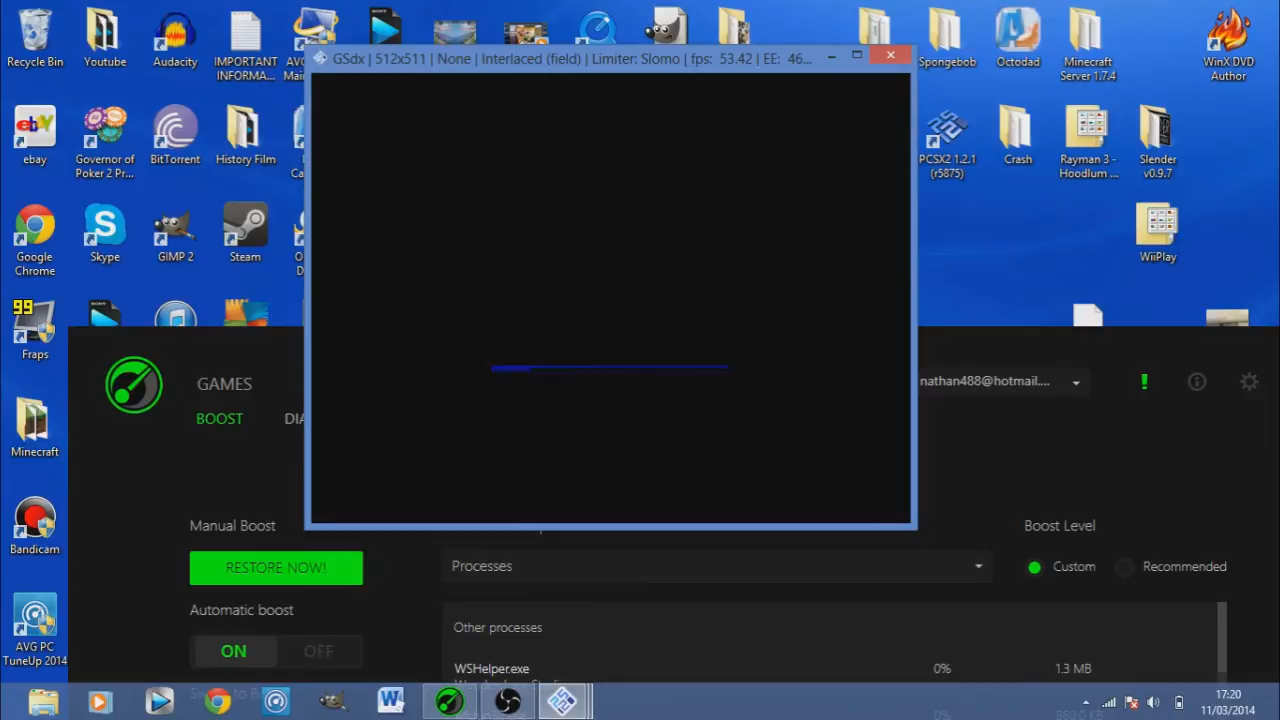 GSdx | 512x511 | None | Interlaced (field) | Limiter: Slomo | fps: 53.42 | EE: 46...
Recycle Bin
Youtube
Audacity
IMPORTANT
INFORMA...
Spongebob
Octodad
Minecraft
Server 1.7.4
WinX DVD
Author
ebay
Governor of
Poker 2 Pr...
BitTorrent
History Film
PCSX2 1.2.1
(r5875)
Crash
Rayman 3 -
Hoodlum ...
Slender
v0.9.7
Google
Chrome
Skype
GIMP 2
Steam
WiiPlay
99
Fraps
SONY
Minecraft
Bandicam
AVG PC
TuneUp 2014
GAMES
nathan488@hotmail....
BOOST
DIA
Manual Boost
Boost Level
RESTORE NOW!
Processes
Custom
Recommended
Automatic boost
Other processes
ON
OFF
WSHelper.exe
0%
1.3 MB
17:20
11/03/2014